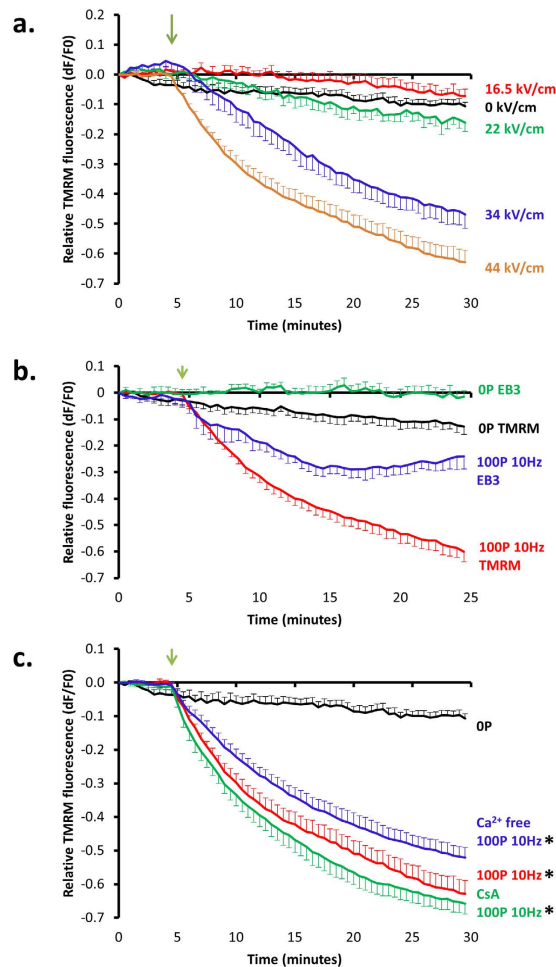 a.
Relative TMRM fluorescence (dF/F0)
0.2
0.1
0.0
-0.1
-0.2
-0.3
-0.4
-0.5
-0.6
-0.7
0 5 10 15 20 25 30
Time (minutes)
16.5 kV/cm
0 kV/cm
22 kV/cm
34 kV/cm
44 kV/cm
b.
Relative fluorescence (dF/F0)
0.1
0
-0.1
-0.2
-0.3
-0.4
-0.5
-0.6
-0.7
0 5 10 15 20 25
Time (minutes)
0P EB3
0P TMRM
100P 10Hz
EB3
100P 10Hz
TMRM
c.
Relative TMRM fluorescence (dF/F0)
0.1
0.0
-0.1
-0.2
-0.3
-0.4
-0.5
-0.6
-0.7
0 5 10 15 20 25 30
Time (minutes)
0P
Ca²⁺ free
100P 10Hz *
100P 10Hz *
CsA
100P 10Hz *